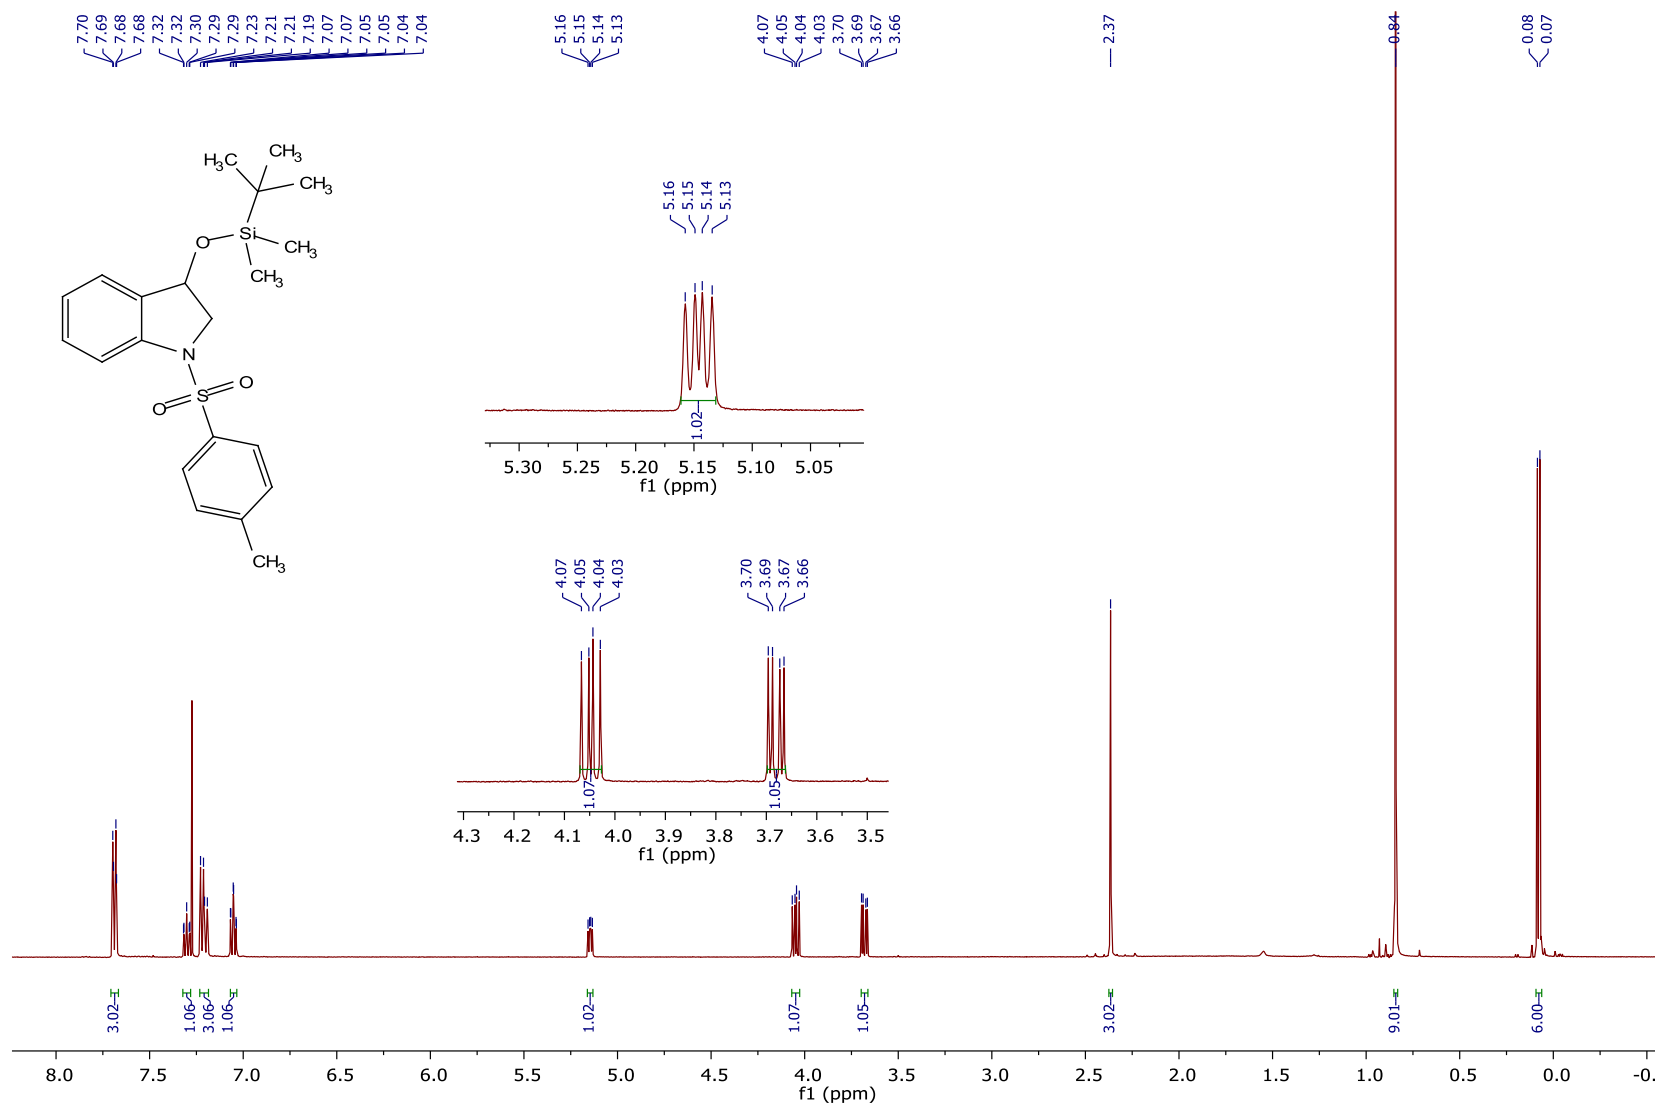 7.70 7.69 7.68 7.68 7.32 7.32 7.30 7.29 7.29 7.23 7.21 7.21 7.19 7.07 7.07 7.05 7.05 7.04 7.04 5.16 5.15 5.14 5.13 4.07 4.05 4.04 4.03 3.70 3.69 3.67 3.66 2.37 0.84 0.08 0.07
H3C CH3
CH3
Si
O
CH3
CH3
N
O
S
O
CH3
5.16 5.15 5.14 5.13
1.02
5.30 5.25 5.20 5.15 5.10 5.05
f1 (ppm)
4.07 4.05 4.04 4.03 3.70 3.69 3.67 3.66
1.07 1.05
4.3 4.2 4.1 4.0 3.9 3.8 3.7 3.6 3.5
f1 (ppm)
3.02 1.06 3.06 1.06 1.02 1.07 1.05 3.02 9.01 6.00
8.0 7.5 7.0 6.5 6.0 5.5 5.0 4.5 4.0 3.5 3.0 2.5 2.0 1.5 1.0 0.5 0.0 -0.
f1 (ppm)